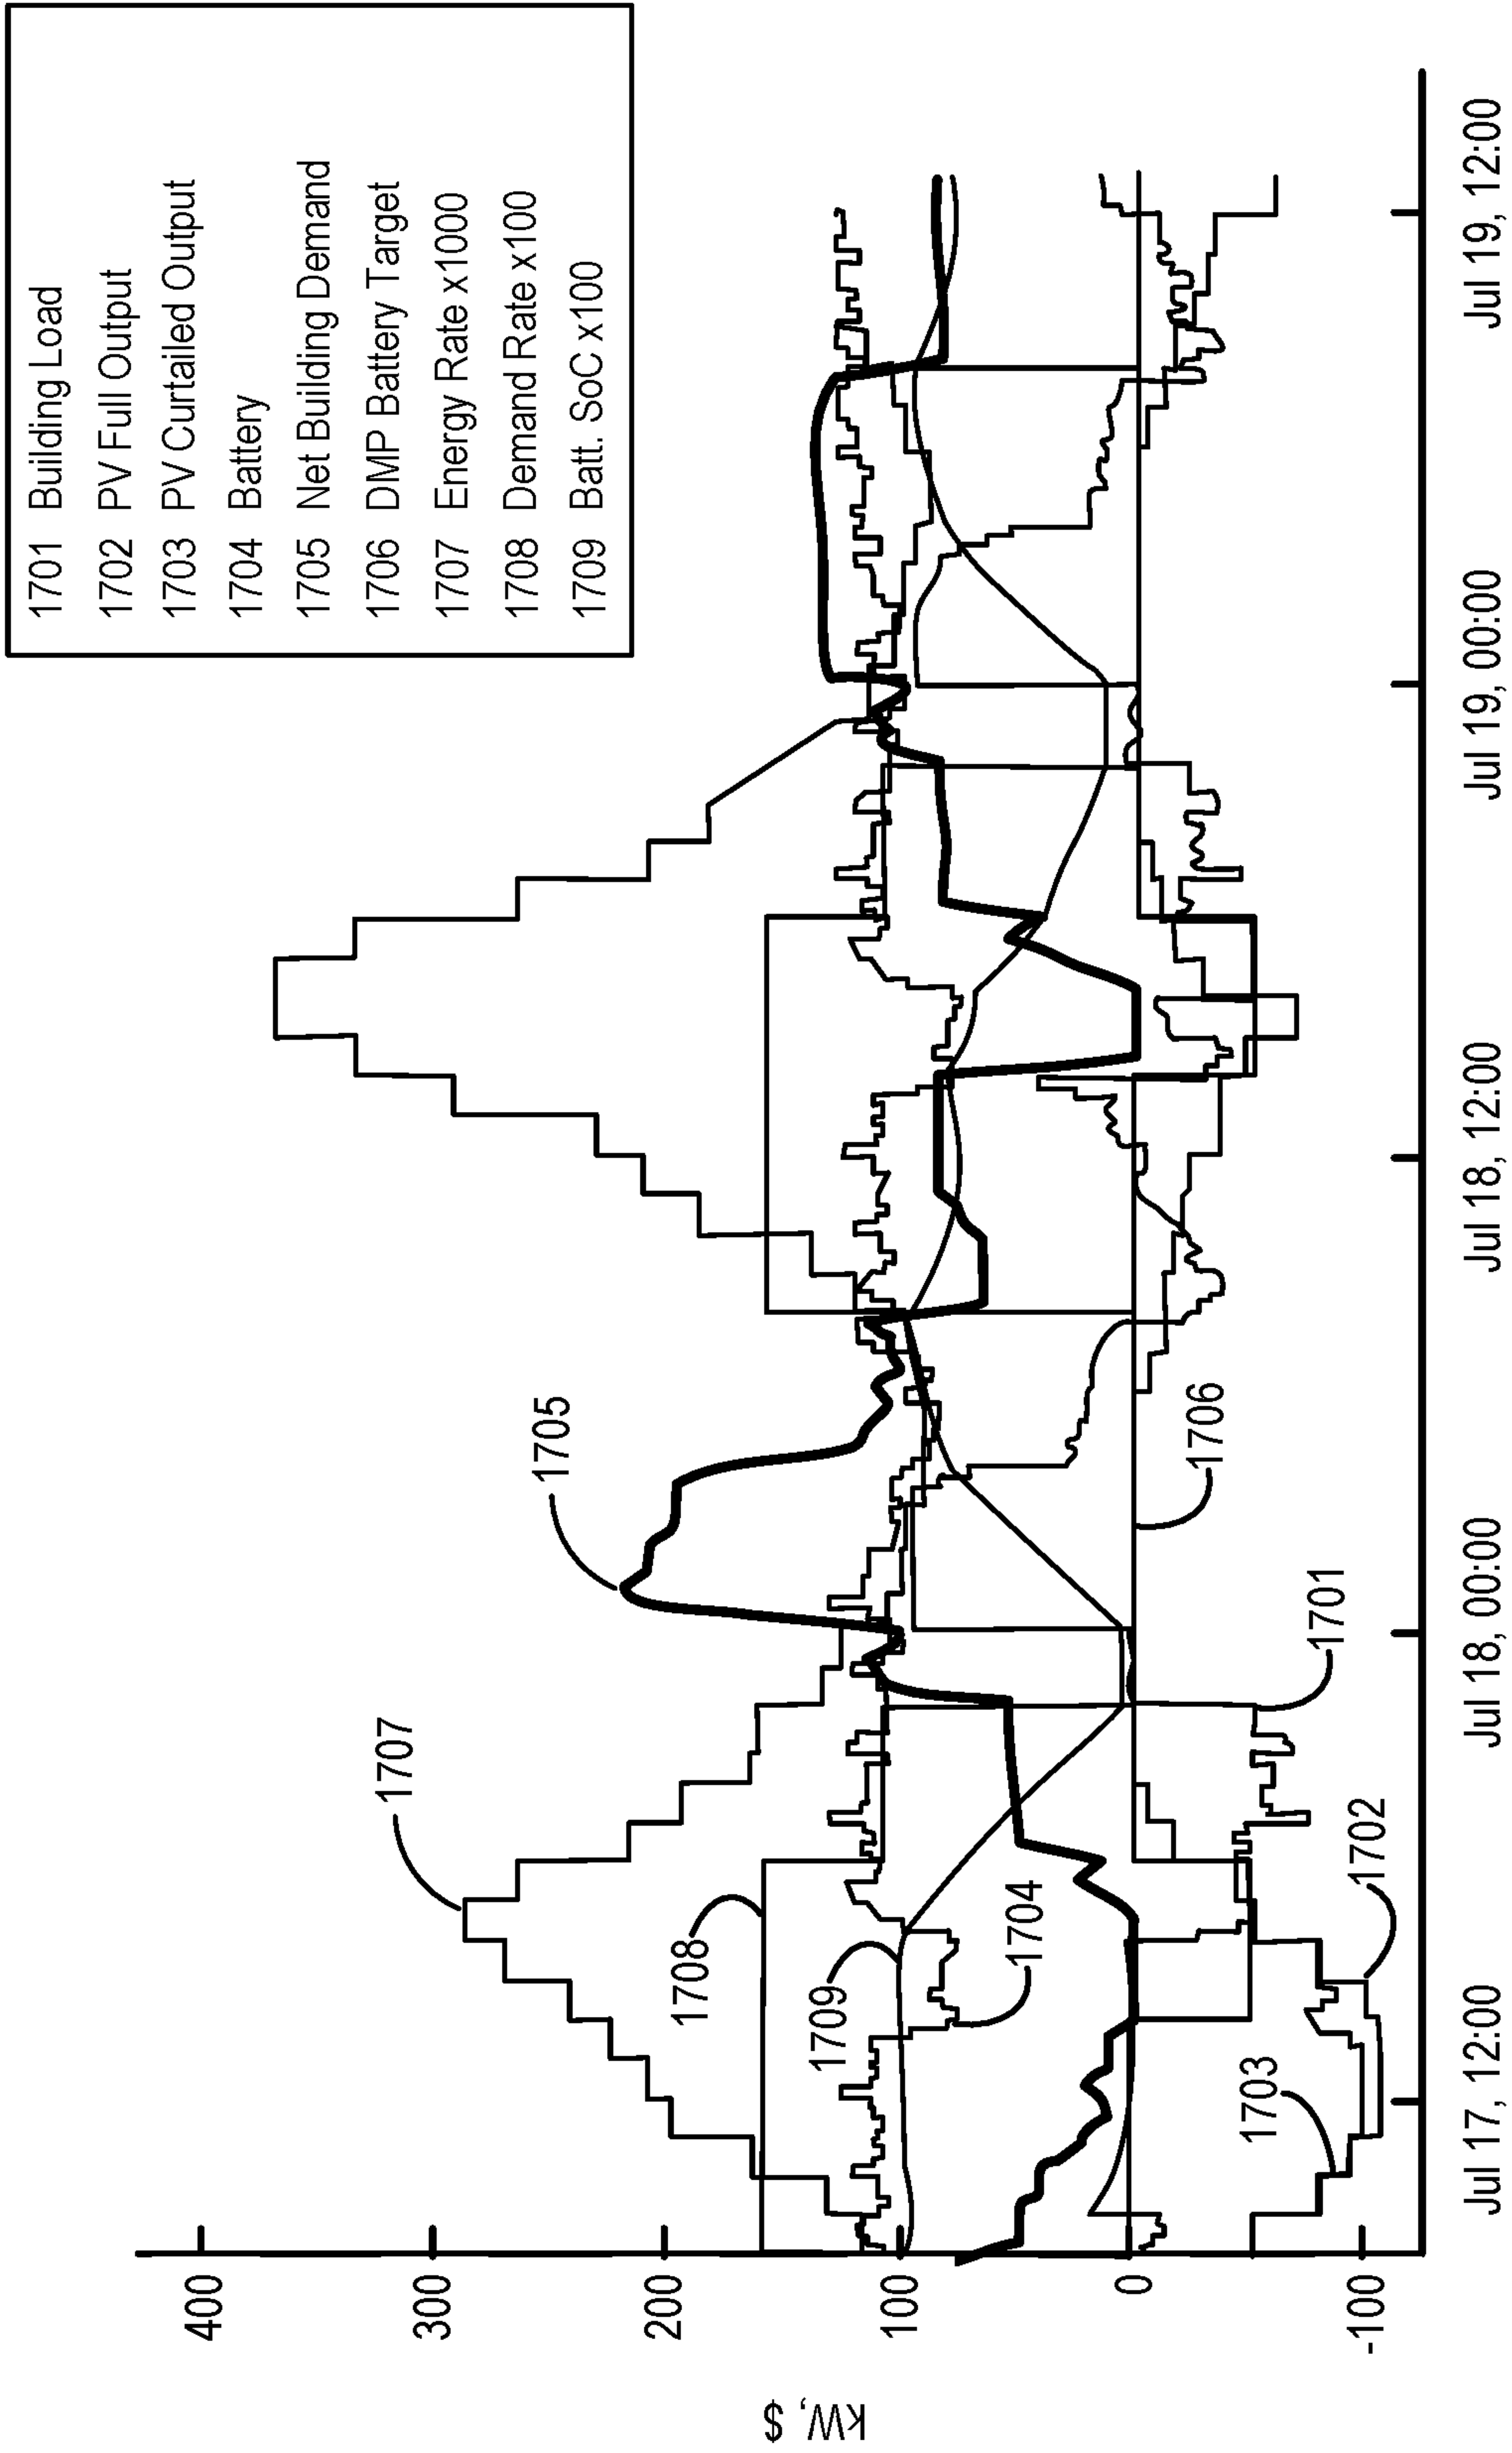 1701 Building Load
1702 PV Full Output
1703 PV Curtailed Output
1704 Battery
1705 Net Building Demand
1706 DMP Battery Target
1707 Energy Rate x1000
1708 Demand Rate x100
1709 Batt. SoC x100
kW, $
400
300
200
100
0
-100
1707
1705
1708
1709
1704
1706
1703
1702
1701
Jul 17, 12:00
Jul 18, 00:00
Jul 18, 12:00
Jul 19, 00:00
Jul 19, 12:00